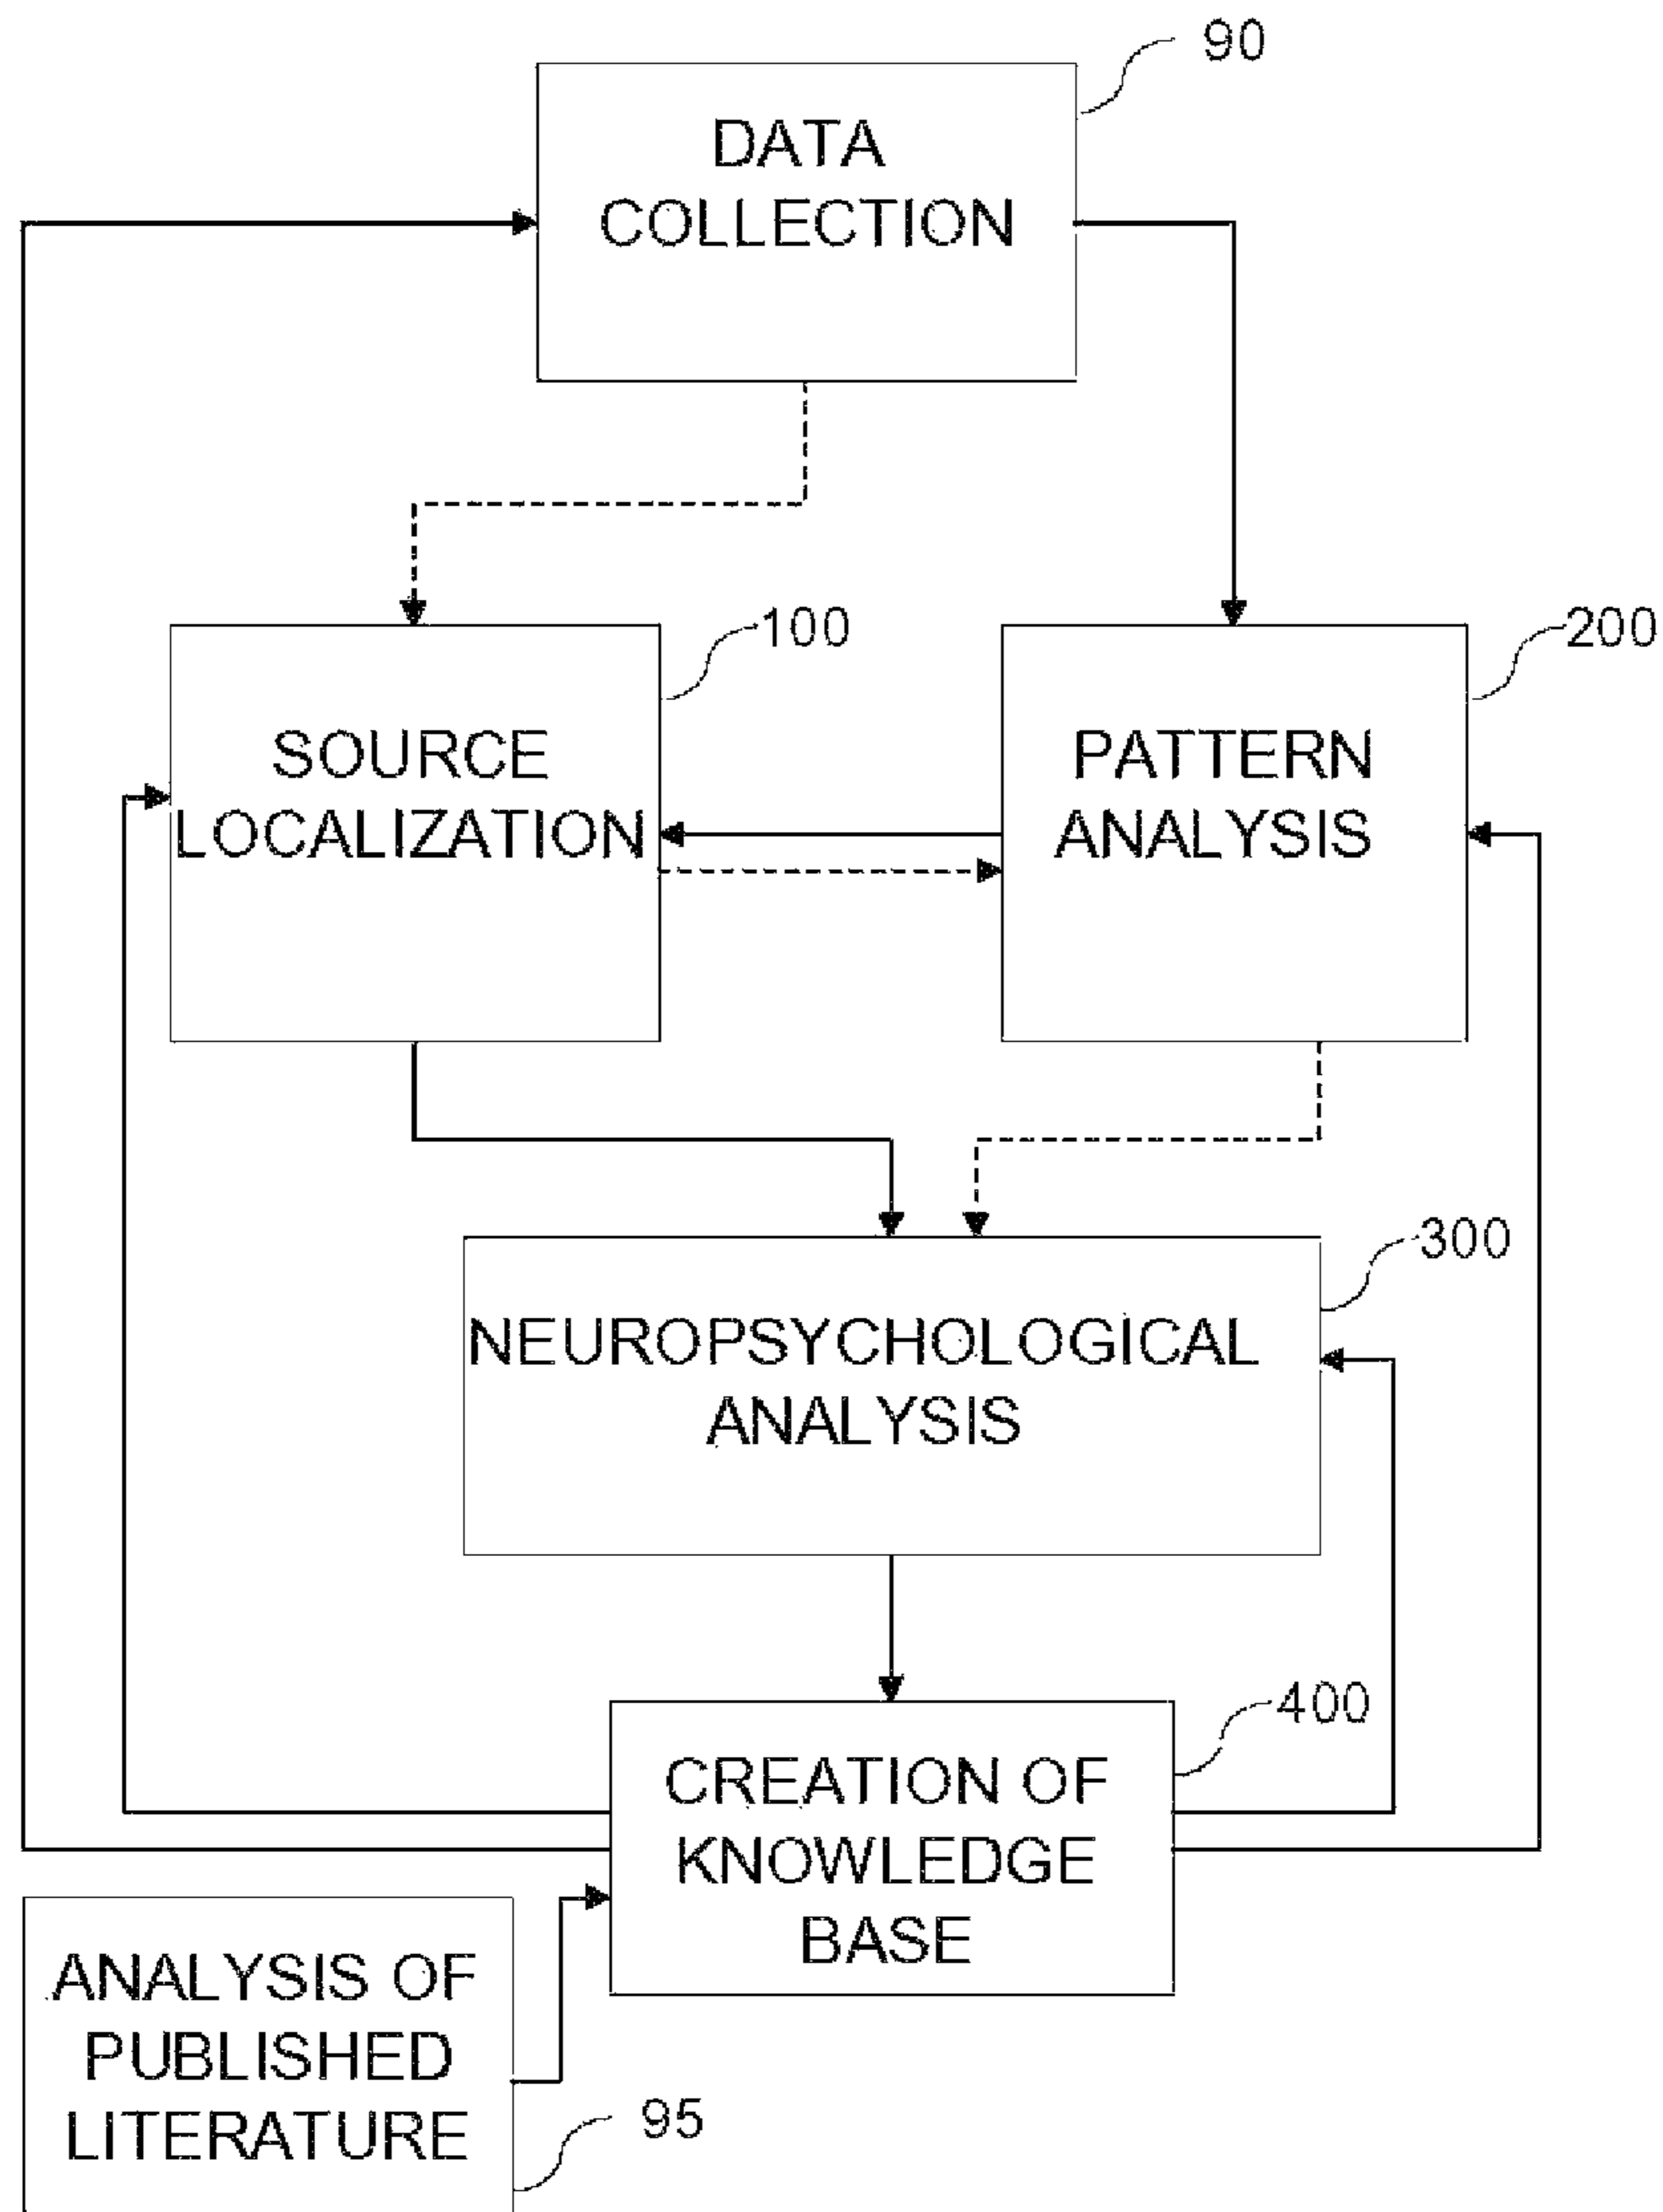 90
DATA
COLLECTION
100
200
SOURCE
LOCALIZATION
PATTERN
ANALYSIS
300
NEUROPSYCHOLOGICAL
ANALYSIS
400
CREATION OF
KNOWLEDGE
BASE
ANALYSIS OF
PUBLISHED
LITERATURE
95